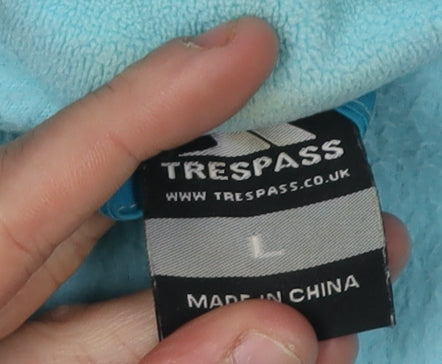 TRESPASS
WWW TRESPASS.CO.UK
L
MADE IN CHINA